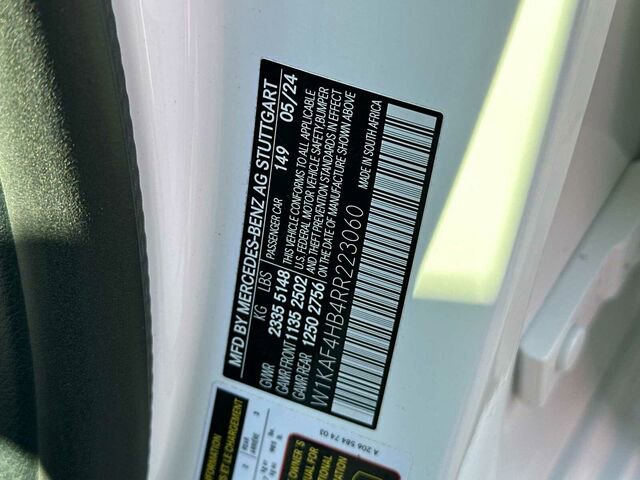 MFD BY MERCEDES-BENZ AG STUTTGART
KG LBS PASSENGER CAR 149 05/24
GVWR 2335 5148 THIS VEHICLE CONFORMS TO ALL APPLICABLE
GAWR FRONT 1135 2502 U.S. FEDERAL MOTOR VEHICLE SAFETY BUMPER
GAWR REAR 1250 2756 AND THEFT PREVENTION STANDARDS IN EFFECT
ON THE DATE OF MANUFACTURE SHOWN ABOVE
W1KAF4HB4RR223060 MADE IN SOUTH AFRICA
A 206 584 74 03
OWNER'S